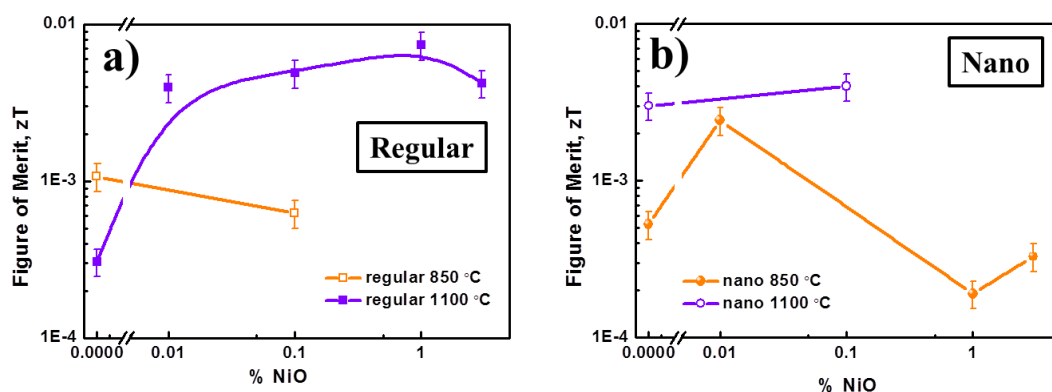 0.01
a)
Figure of Merit, zT
Regular
1E-3
regular 850 °C
regular 1100 °C
1E-4
0.0000 0.01 0.1 1
% NiO
0.01
b)
Nano
Figure of Merit, zT
1E-3
nano 850 °C
nano 1100 °C
1E-4
0.0000 0.01 0.1 1
% NiO